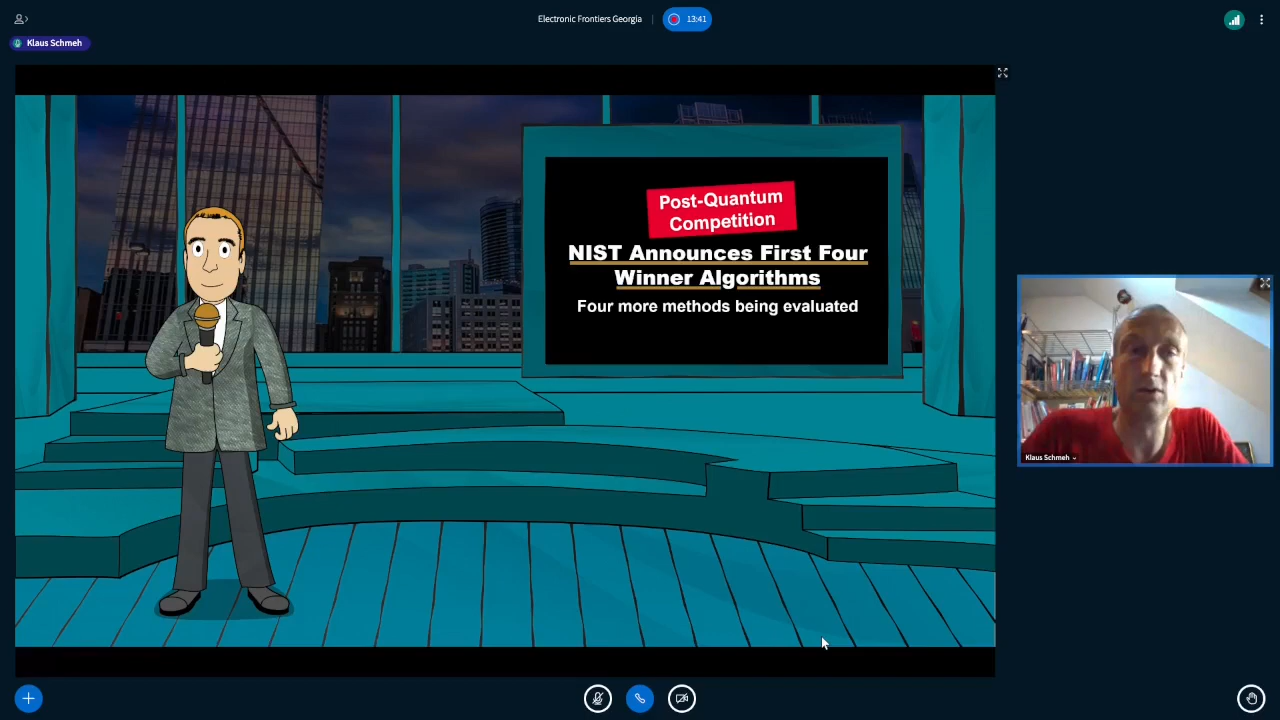 Electronic Frontiers Georgia
13:41
Klaus Schmeh
Post-Quantum
Competition
NIST Announces First Four
Winner Algorithms
Four more methods being evaluated
Klaus Schmeh